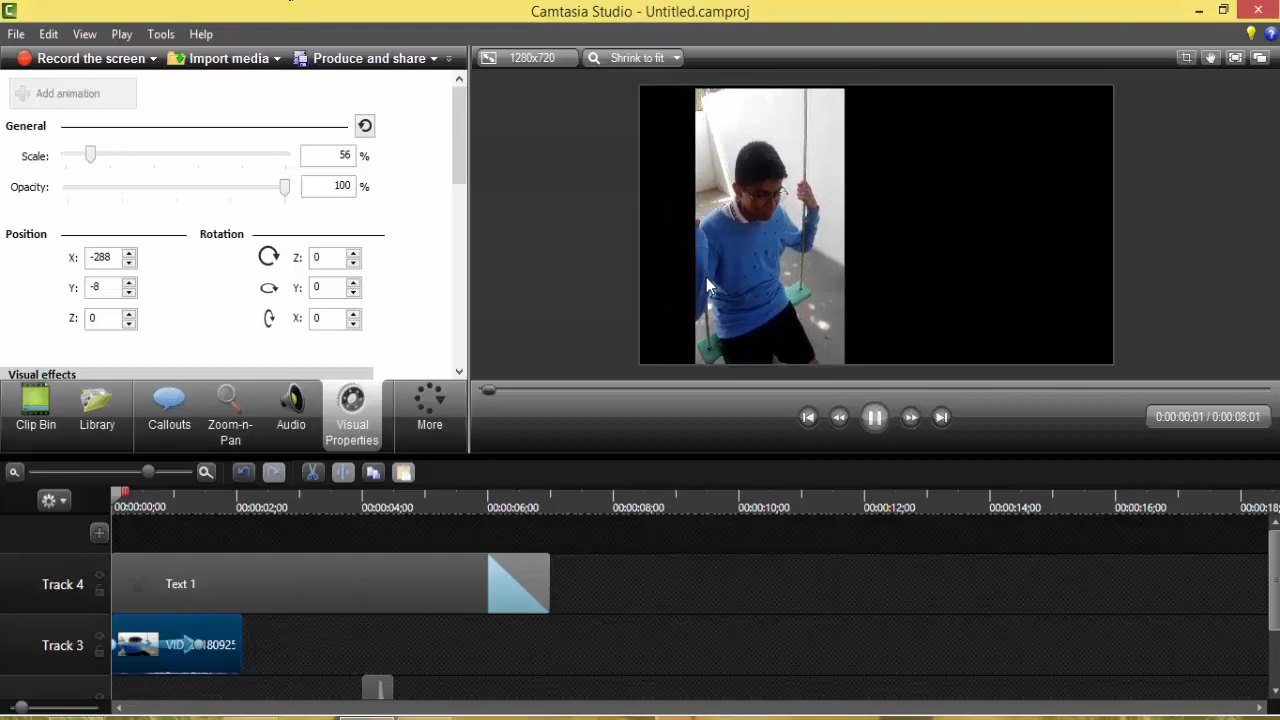 Camtasia Studio - Untitled.camproj
File Edit View Play Tools Help
Record the screen Import media Produce and share
1280x720 Shrink to fit
Add animation
General
Scale: 56 %
Opacity: 100 %
Position Rotation
X: -288 Z: 0
Y: -8 Y: 0
Z: 0 X: 0
Visual effects
Clip Bin Library Callouts Zoom-n-Pan Audio Visual Properties More
0:00:00;01 / 0:00:08;01
00:00:00;00 00:00:02;00 00:00:04;00 00:00:06;00 00:00:08;00 00:00:10;00 00:00:12;00 00:00:14;00 00:00:16;00 00:00:18;
Track 4 Text 1
Track 3